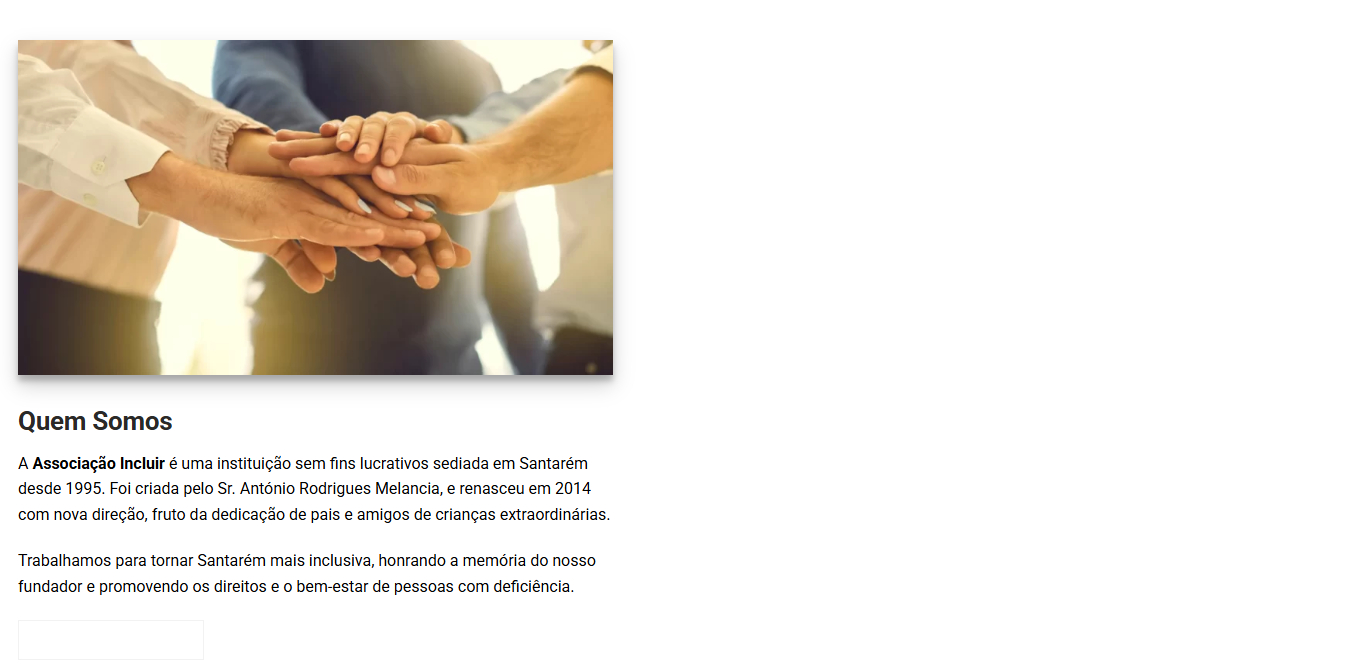 Quem Somos
A Associação Incluir é uma instituição sem fins lucrativos sediada em Santarém
desde 1995. Foi criada pelo Sr. António Rodrigues Melancia, e renasceu em 2014
com nova direção, fruto da dedicação de pais e amigos de crianças extraordinárias.
Trabalhamos para tornar Santarém mais inclusiva, honrando a memória do nosso
fundador e promovendo os direitos e o bem-estar de pessoas com deficiência.